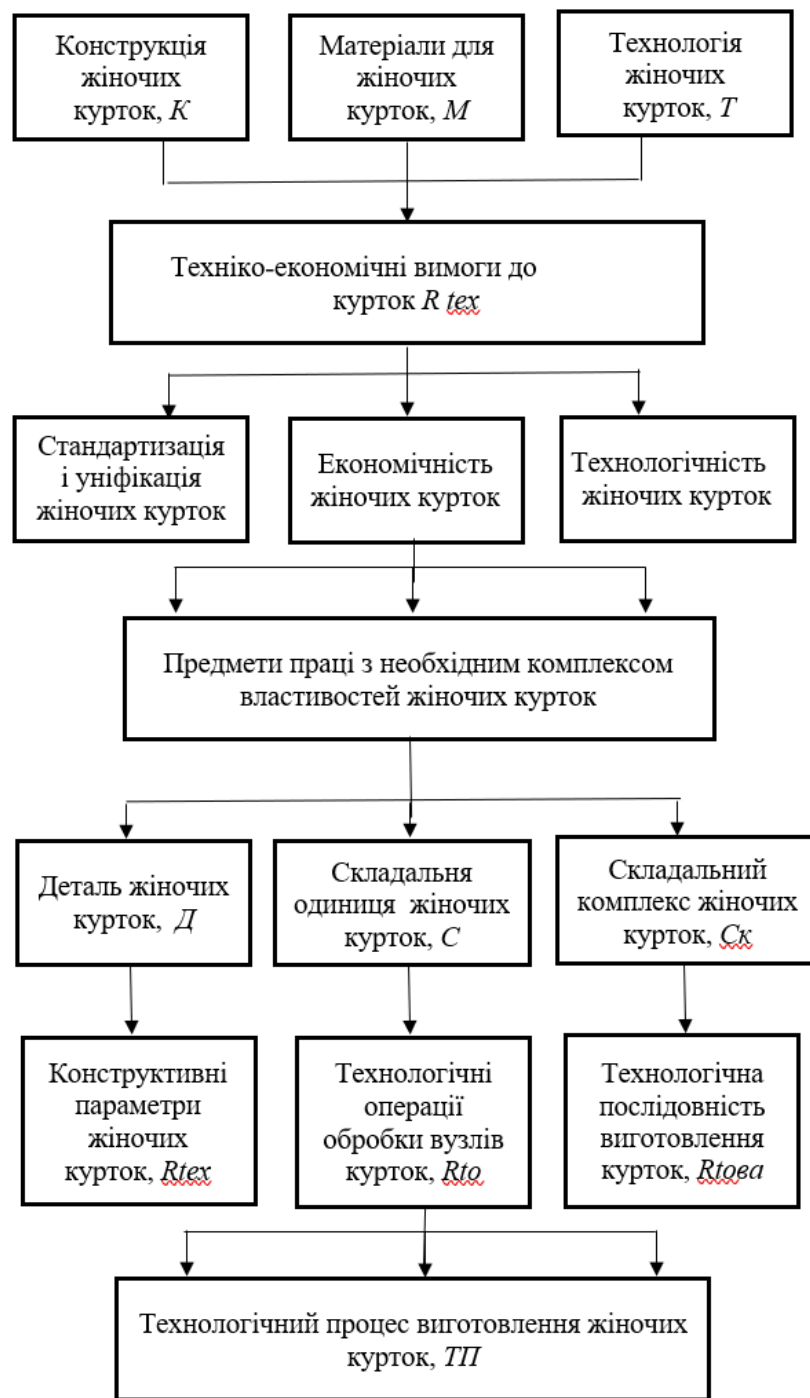 Конструкція
жіночих
курток, К
Матеріали для
жіночих
курток, М
Технологія
жіночих
курток, Т
Техніко-економічні вимоги до
курток R tex
Стандартизація
і уніфікація
жіночих курток
Економічність
жіночих курток
Технологічність
жіночих курток
Предмети праці з необхідним комплексом
властивостей жіночих курток
Деталь жіночих
курток, Д
Складальня
одиниця жіночих
курток, С
Складальний
комплекс жіночих
курток, Ск
Конструктивні
параметри
жіночих
курток, Rtex
Технологічні
операції
обробки вузлів
курток, Rto
Технологічна
послідовність
виготовлення
курток, Rtoва
Технологічний процес виготовлення жіночих
курток, ТП